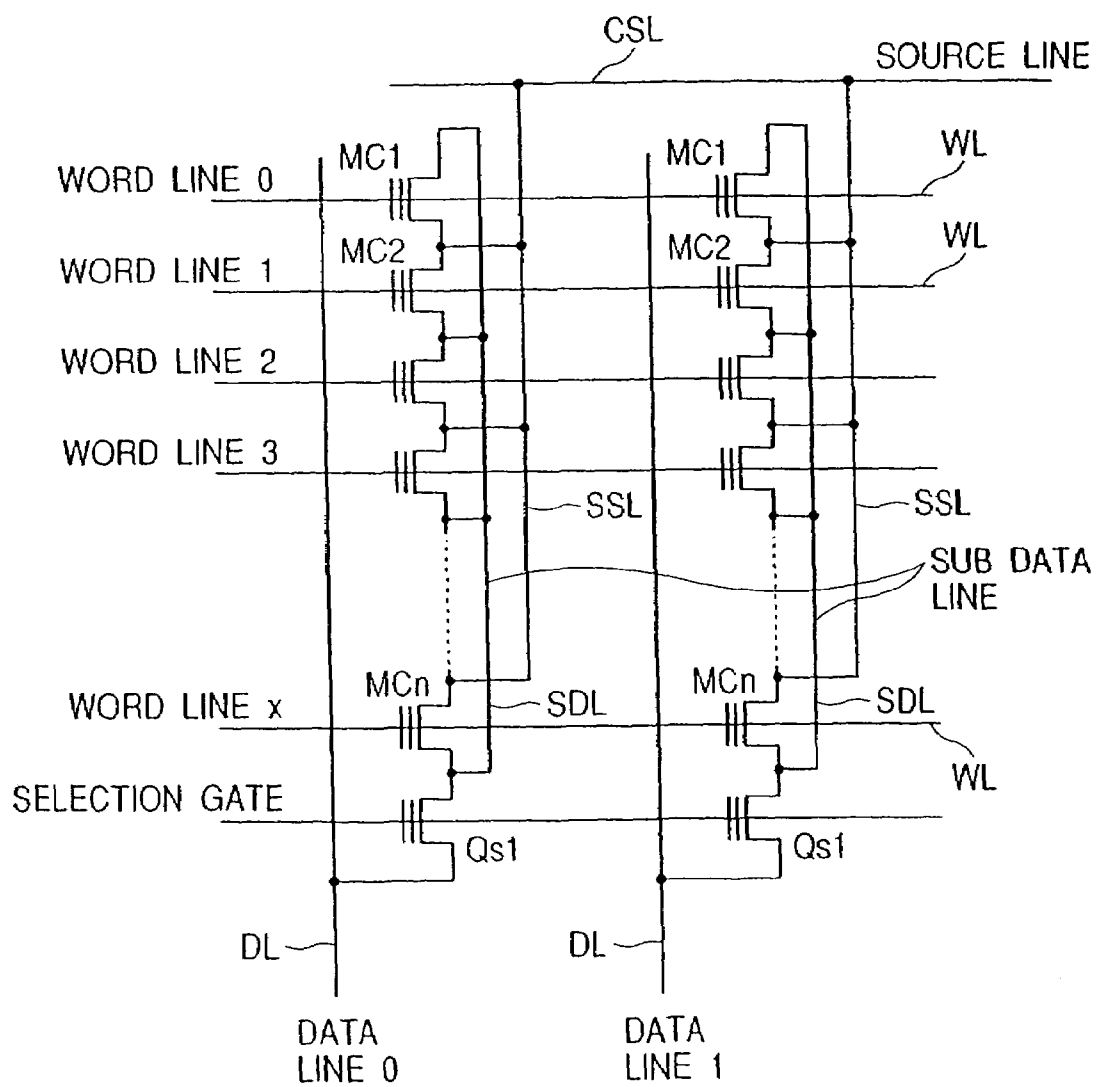 CSL
SOURCE LINE
MC1
MC1
WL
WORD LINE 0
MC2
MC2
WL
WORD LINE 1
WORD LINE 2
WORD LINE 3
SSL
SSL
SUB DATA
LINE
MCn
MCn
WORD LINE x
SDL
SDL
WL
SELECTION GATE
Qs1
Qs1
DL
DL
DATA
LINE 0
DATA
LINE 1